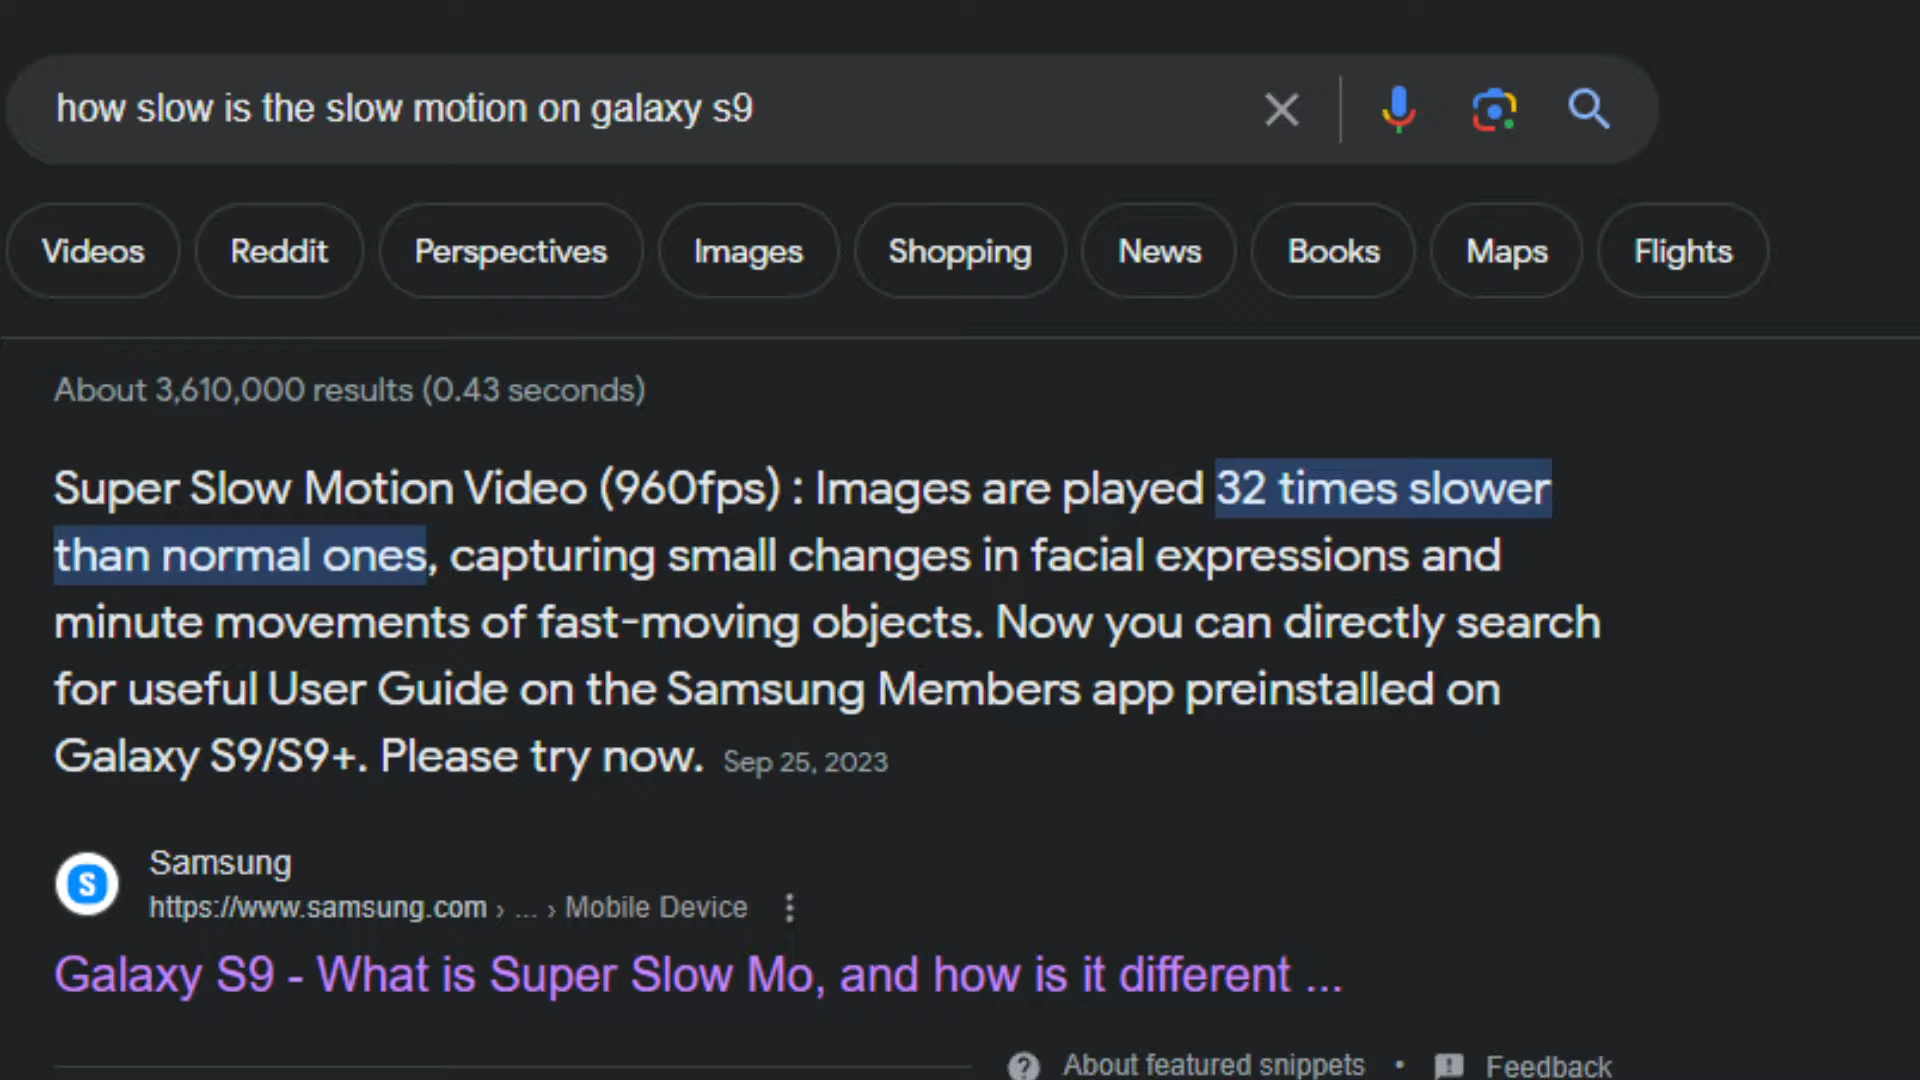 how slow is the slow motion on galaxy s9
Videos
Reddit
Perspectives
Images
Shopping
News
Books
Maps
Flights
About 3,610,000 results (0.43 seconds)
Super Slow Motion Video (960fps) : Images are played 32 times slower
than normal ones, capturing small changes in facial expressions and
minute movements of fast-moving objects. Now you can directly search
for useful User Guide on the Samsung Members app preinstalled on
Galaxy S9/S9+. Please try now. Sep 25, 2023
S
Samsung
https://www.samsung.com › ... › Mobile Device
Galaxy S9 - What is Super Slow Mo, and how is it different ...
About featured snippets • Feedback